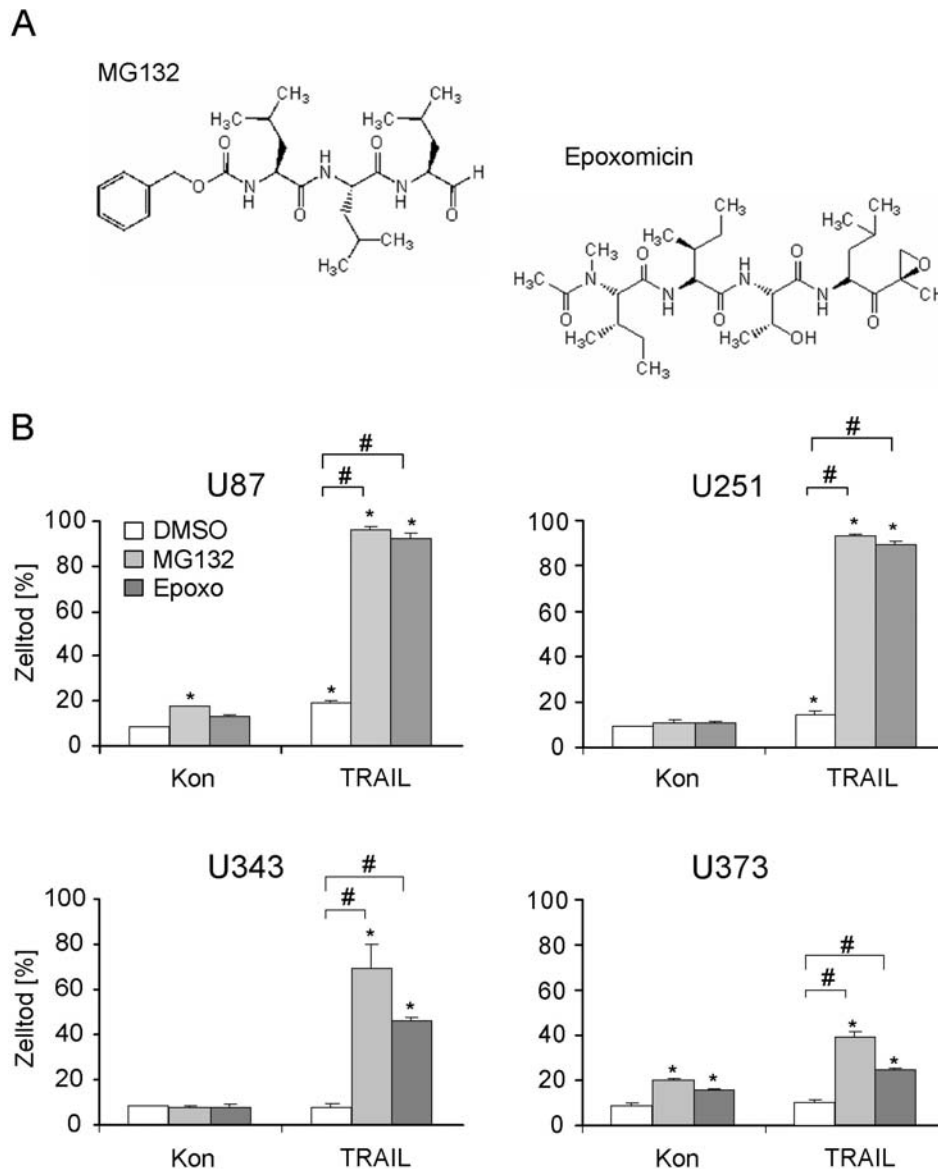 A
MG132
CH₃
CH₃
H₃C
H₃C
O
H
N
O
H
O
N
H
O
N
H
O
H₃C
CH₃
Epoxomicin
CH₃
CH₃
CH₃
H₃C
H₃C
CH₃
O
H
N
O
H
N
O
H₃C
N
N
H
N
H
O
O
O
O
H₃C
H₃C
OH
CH₃
B
#
#
U87
#
#
U251
100
80
60
40
20
0
Zelltod [%]
DMSO
MG132
Epoxo
*
*
*
*
Kon
TRAIL
100
80
60
40
20
0
*
*
*
Kon
TRAIL
U343
#
#
100
80
60
40
20
0
Zelltod [%]
*
*
Kon
TRAIL
U373
#
#
100
80
60
40
20
0
*
*
*
*
Kon
TRAIL